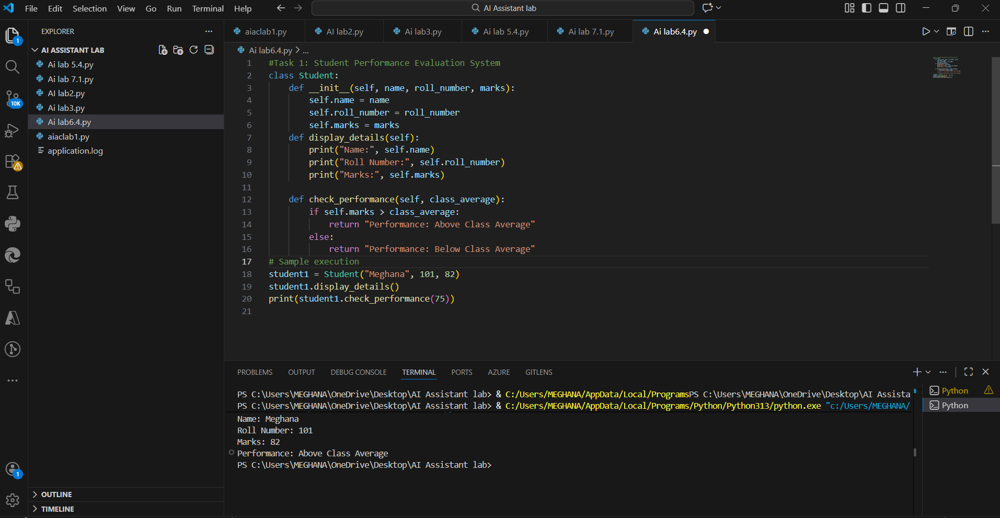 File Edit Selection View Go Run Terminal Help
AI Assistant lab
EXPLORER
aiaclab1.py
AI lab2.py
Ai lab3.py
Ai lab 5.4.py
Ai lab 7.1.py
Ai lab6.4.py
AI ASSISTANT LAB
Ai lab 5.4.py
Ai lab 7.1.py
AI lab2.py
Ai lab3.py
Ai lab6.4.py
aiaclab1.py
application.log
1
10K
1
OUTLINE
TIMELINE
Ai lab6.4.py > ...
1 #Task 1: Student Performance Evaluation System
2 class Student:
3 def __init__(self, name, roll_number, marks):
4 self.name = name
5 self.roll_number = roll_number
6 self.marks = marks
7 def display_details(self):
8 print("Name:", self.name)
9 print("Roll Number:", self.roll_number)
10 print("Marks:", self.marks)
11
12 def check_performance(self, class_average):
13 if self.marks > class_average:
14 return "Performance: Above Class Average"
15 else:
16 return "Performance: Below Class Average"
17 # Sample execution
18 student1 = Student("Meghana", 101, 82)
19 student1.display_details()
20 print(student1.check_performance(75))
21
PROBLEMS OUTPUT DEBUG CONSOLE TERMINAL PORTS AZURE GITLENS
PS C:\Users\MEGHANA\OneDrive\Desktop\AI Assistant lab> & C:/Users/MEGHANA/AppData/Local/ProgramsPS C:\Users\MEGHANA\OneDrive\Desktop\AI Assista
PS C:\Users\MEGHANA\OneDrive\Desktop\AI Assistant lab> & C:/Users/MEGHANA/AppData/Local/Programs/Python/Python313/python.exe "c:/Users/MEGHANA/
Name: Meghana
Roll Number: 101
Marks: 82
Performance: Above Class Average
PS C:\Users\MEGHANA\OneDrive\Desktop\AI Assistant lab>
Python
Python